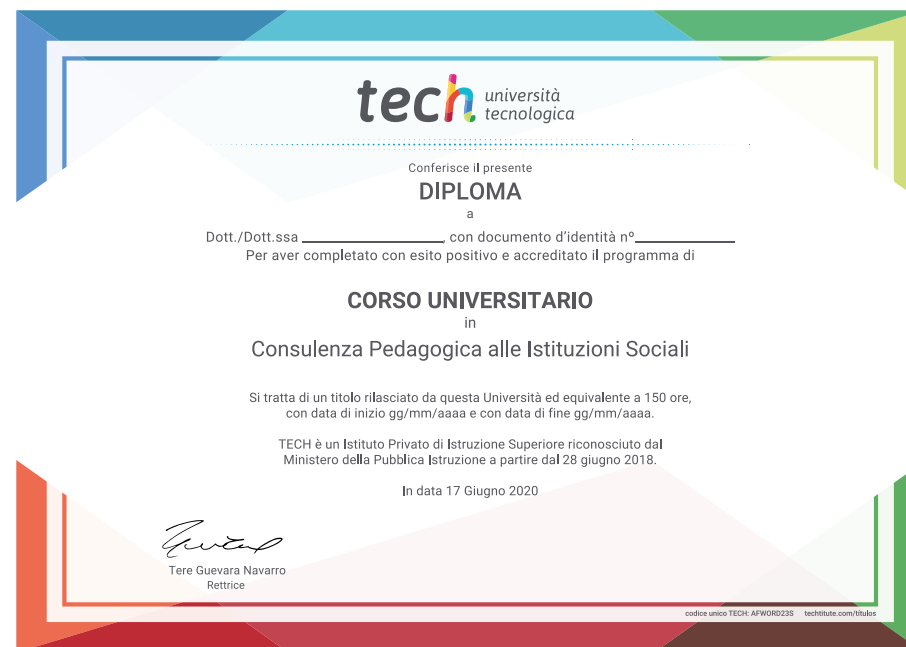 tech università
tecnologica
Conferisce il presente
DIPLOMA
a
Dott./Dott.ssa ____________, con documento d'identità nº____________
Per aver completato con esito positivo e accreditato il programma di
CORSO UNIVERSITARIO
in
Consulenza Pedagogica alle Istituzioni Sociali
Si tratta di un titolo rilasciato da questa Università ed equivalente a 150 ore,
con data di inizio gg/mm/aaaa e con data di fine gg/mm/aaaa.
TECH è un Istituto Privato di Istruzione Superiore riconosciuto dal
Ministero della Pubblica Istruzione a partire dal 28 giugno 2018.
In data 17 Giugno 2020
Tere Guevara Navarro
Rettrice
codice unico TECH: AFWORD23S techtitute.com/títulos